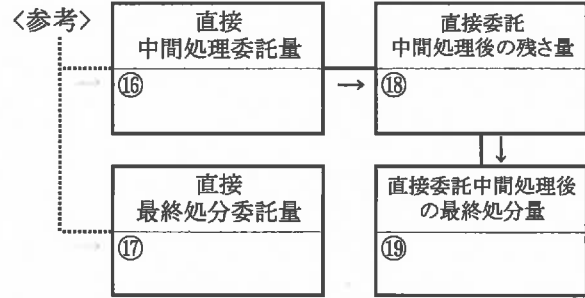 〈参考〉
直接
中間処理委託量
⑯
→
直接委託
中間処理後の残さ量
⑱
↓
直接
最終処分委託量
⑰
直接委託中間処理後
の最終処分量
⑲